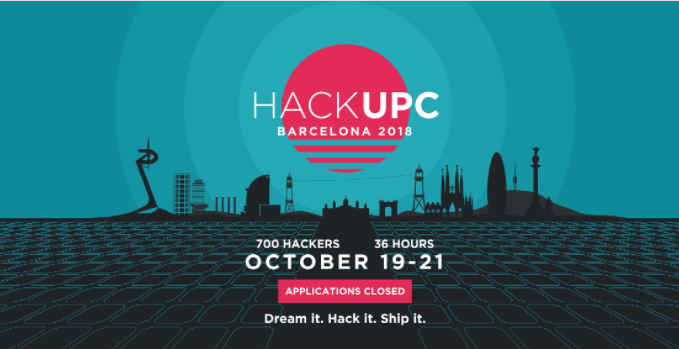 HACKUPC
BARCELONA 2018
700 HACKERS 36 HOURS
OCTOBER 19-21
APPLICATIONS CLOSED
Dream it. Hack it. Ship it.